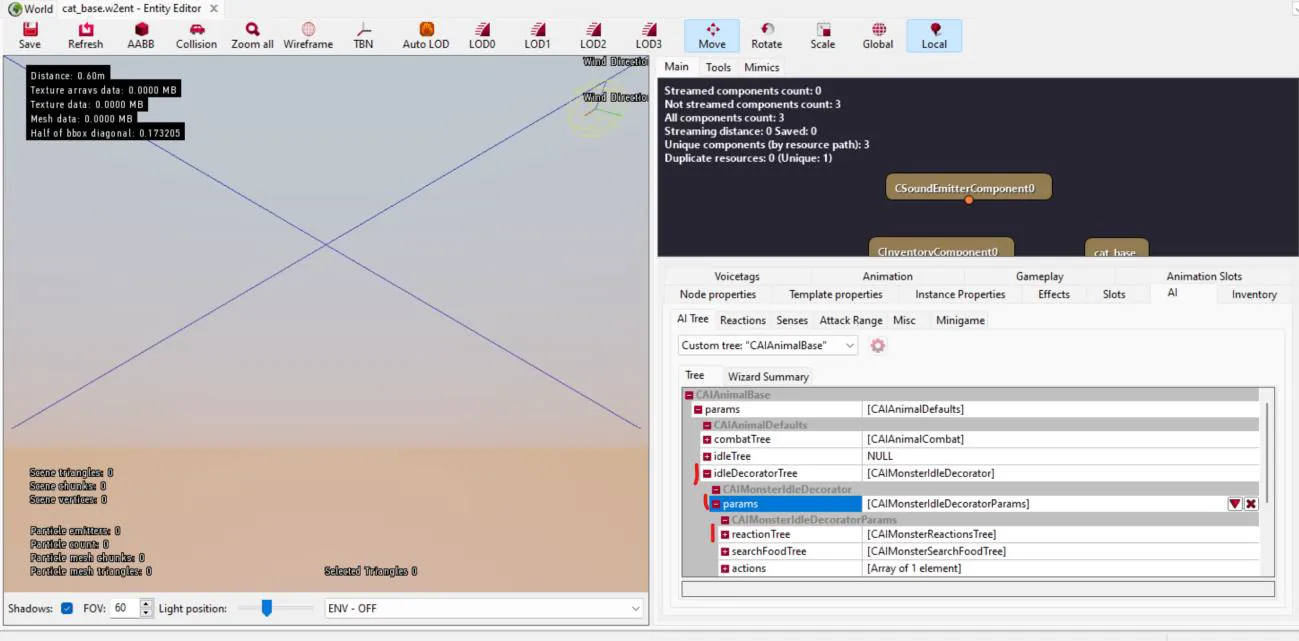 World cat_base.w2ent - Entity Editor
Save Refresh AABB Collision Zoom all Wireframe TBN Auto LOD LOD0 LOD1 LOD2 LOD3 Move Rotate Scale Global Local
Distance: 0.60m
Texture arrays data: 0.0000 MB
Texture data: 0.0000 MB
Mesh data: 0.0000 MB
Half of bbox diagonal: 0.173205
Wind Directio
Wind Directio
Scene triangles: 0
Scene chunks: 0
Scene vertices: 0
Particle emitters: 0
Particle count: 0
Particle mesh chunks: 0
Particle mesh triangles: 0
Selected Triangles 0
Shadows: FOV: 60 Light position: ENV - OFF
Main Tools Mimics
Streamed components count: 0
Not streamed components count: 3
All components count: 3
Streaming distance: 0 Saved: 0
Unique components (by resource path): 3
Duplicate resources: 0 (Unique: 1)
CSoundEmitterComponent0
CInventoryComponent0 cat_base
Voicetags Animation Gameplay Animation Slots
Node properties Template properties Instance Properties Effects Slots AI Inventory
AI Tree Reactions Senses Attack Range Misc Minigame
Custom tree: "CAIAnimalBase"
Tree Wizard Summary
CAIAnimalBase
params [CAIAnimalDefaults]
CAIAnimalDefaults
combatTree [CAIAnimalCombat]
idleTree NULL
idleDecoratorTree [CAIMonsterIdleDecorator]
CAIMonsterIdleDecorator
params [CAIMonsterIdleDecoratorParams]
CAIMonsterIdleDecoratorParams
reactionTree [CAIMonsterReactionsTree]
searchFoodTree [CAIMonsterSearchFoodTree]
actions [Array of 1 element]